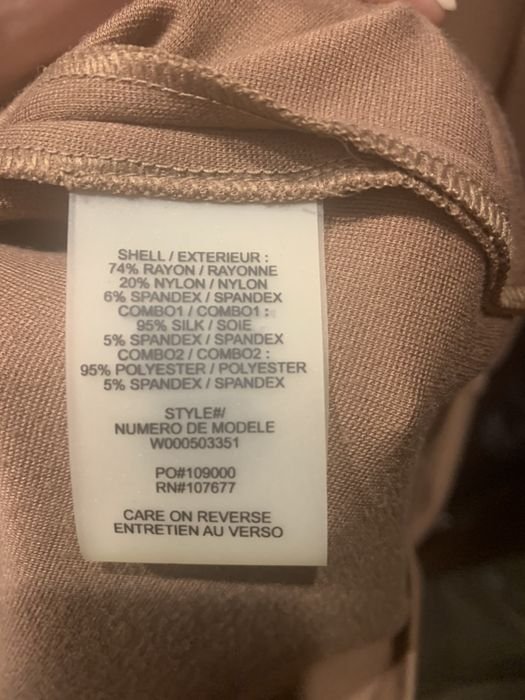 SHELL / EXTERIEUR :
74% RAYON / RAYONNE
20% NYLON / NYLON
6% SPANDEX / SPANDEX
COMBO1 / COMBO1 :
95% SILK / SOIE
5% SPANDEX / SPANDEX
COMBO2 / COMBO2 :
95% POLYESTER / POLYESTER
5% SPANDEX / SPANDEX
STYLE#/
NUMERO DE MODELE
W000503351
PO#109000
RN#107677
CARE ON REVERSE
ENTRETIEN AU VERSO